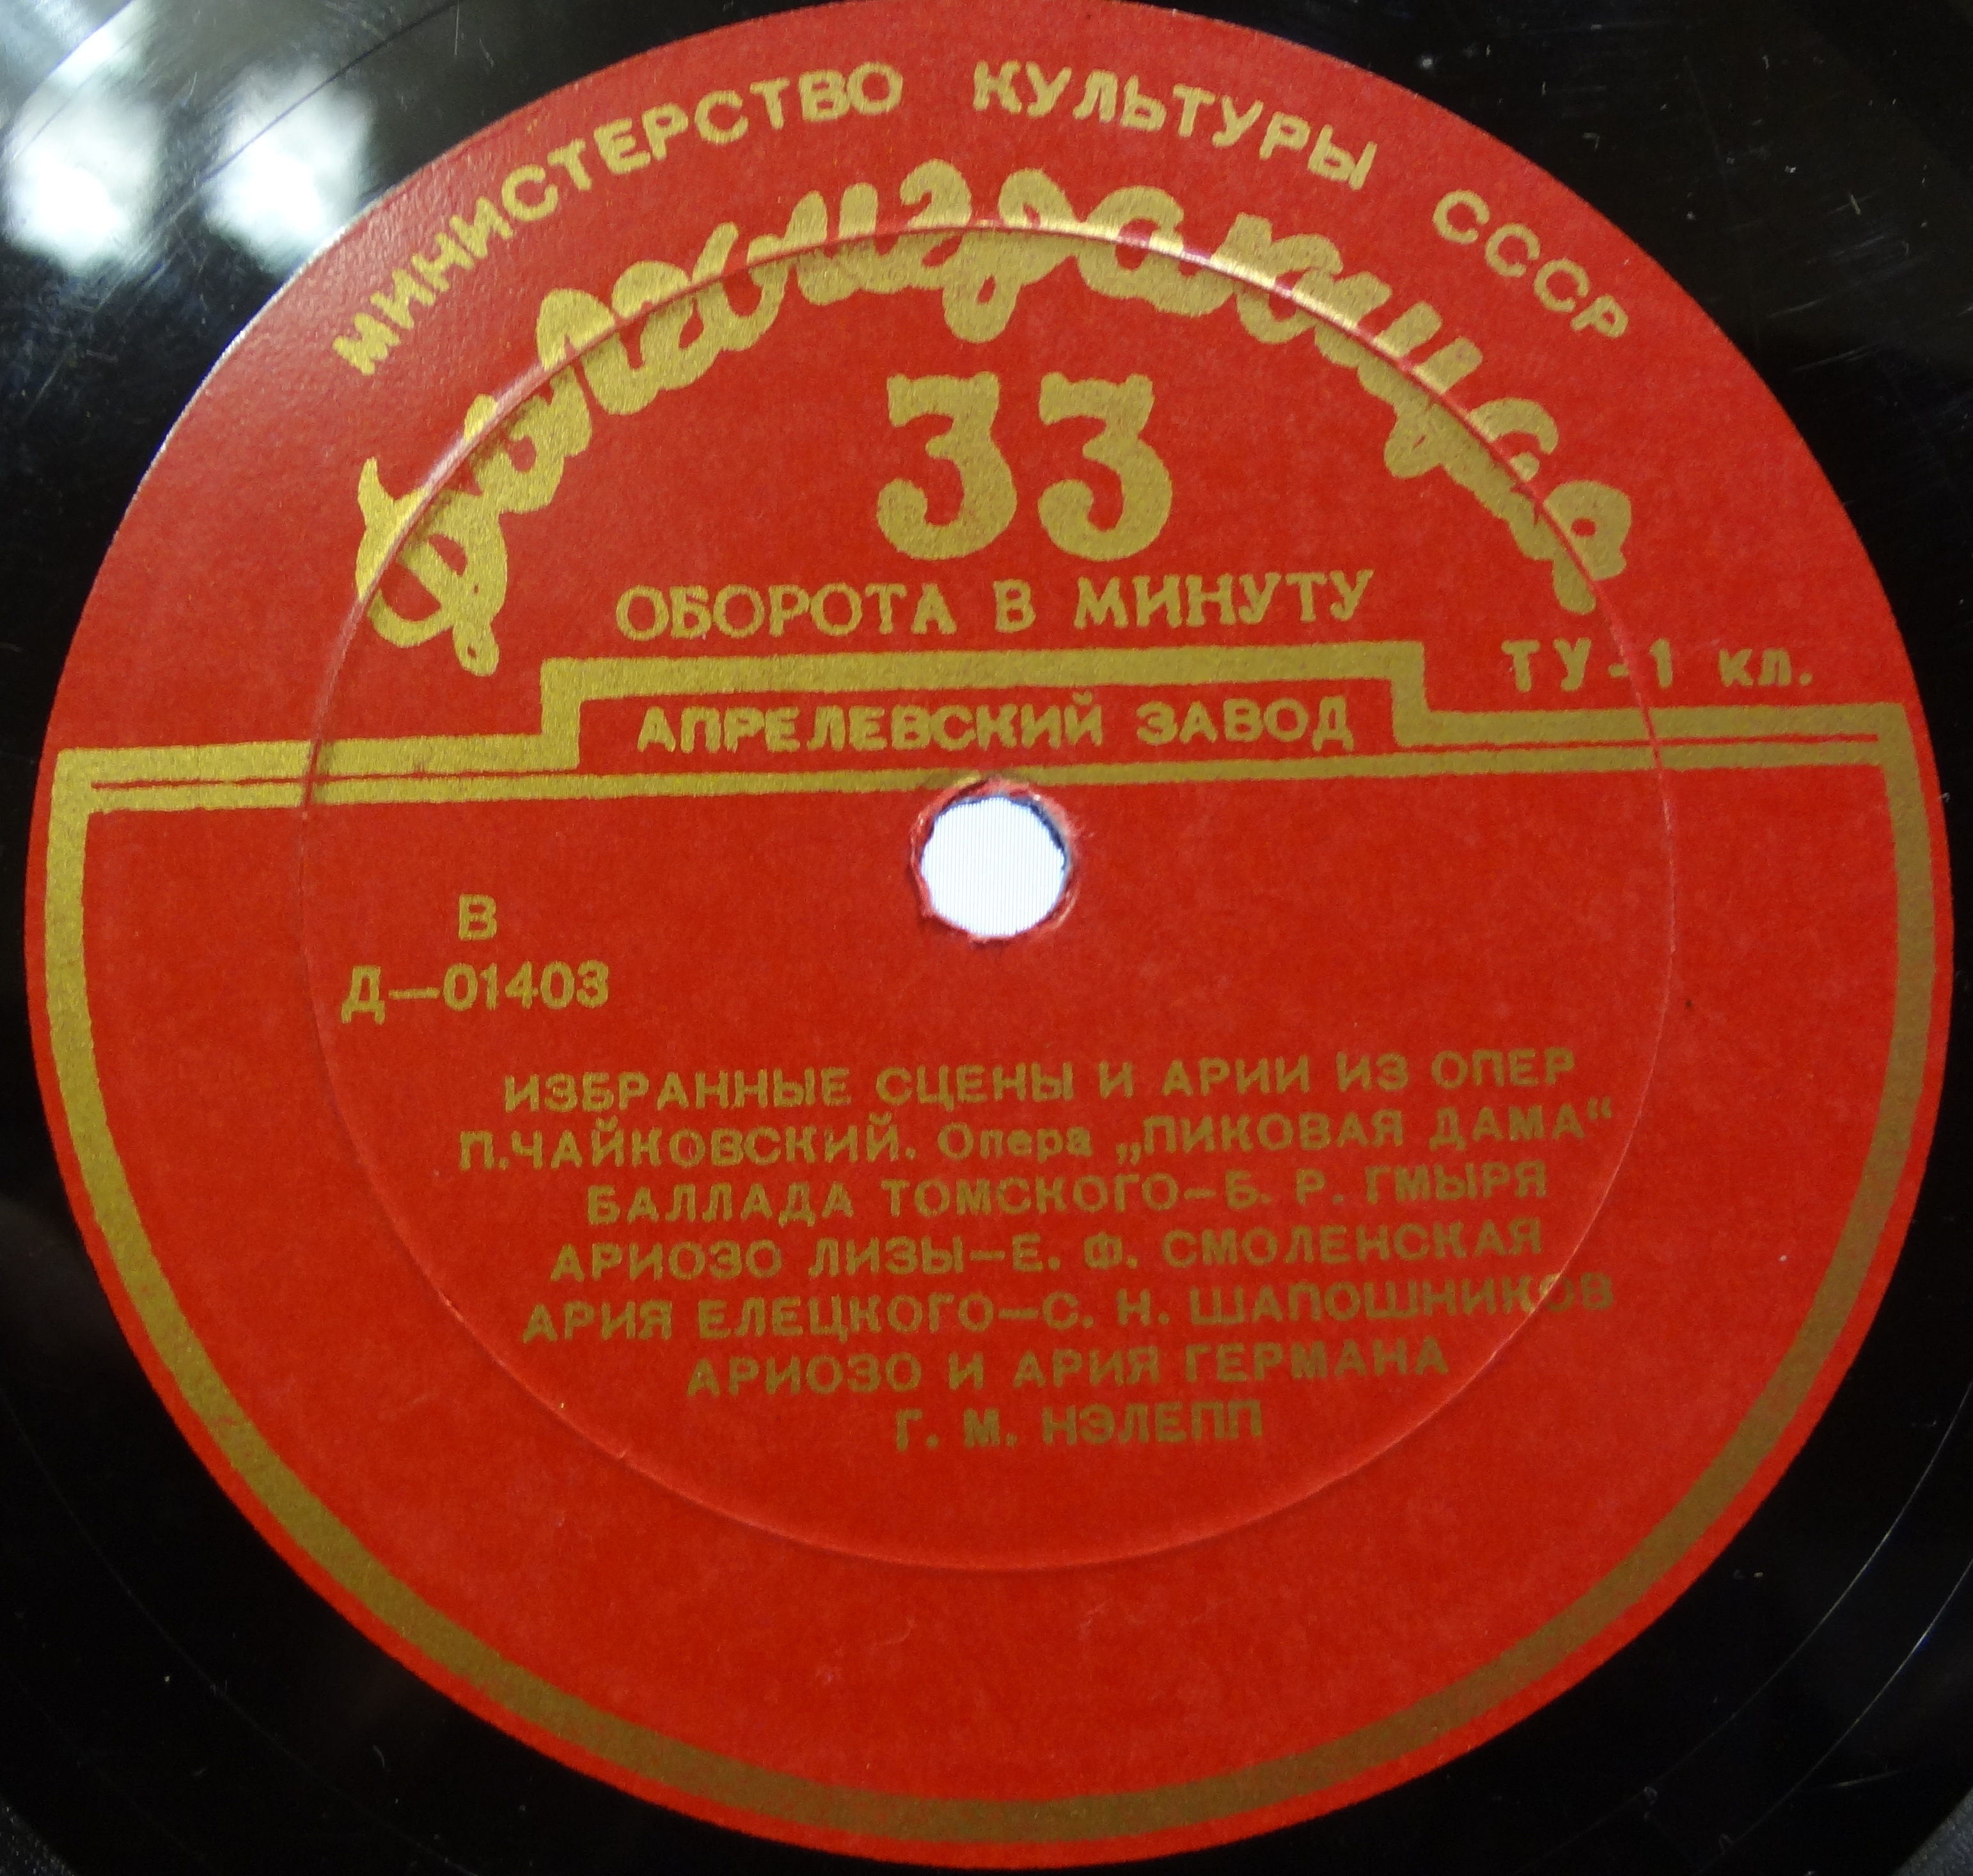 МИНИСТЕРСТВО КУЛЬТУРЫ СССР
Долгоиграющая
33
ОБОРОТА В МИНУТУ
ТУ-1 кл.
АПРЕЛЕВСКИЙ ЗАВОД
В
Д—01403
ИЗБРАННЫЕ СЦЕНЫ И АРИИ ИЗ ОПЕР
П.ЧАЙКОВСКИЙ. Опера „ПИКОВАЯ ДАМА“
БАЛЛАДА ТОМСКОГО—Б. Р. ГМЫРЯ
АРИОЗО ЛИЗЫ—Е. Ф. СМОЛЕНСКАЯ
АРИЯ ЕЛЕЦКОГО—С. Н. ШАПОШНИКОВ
АРИОЗО И АРИЯ ГЕРМАНА
Г. М. НЭЛЕПП